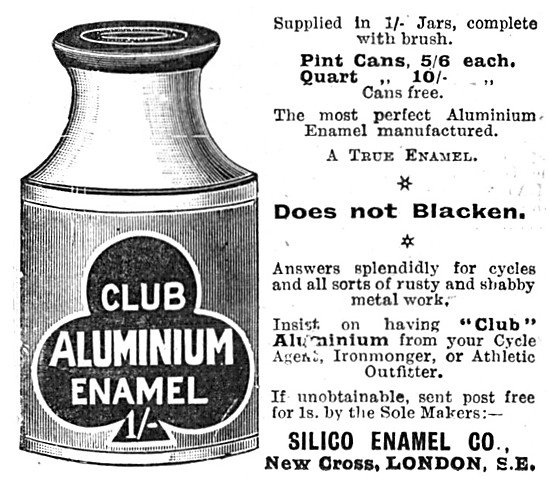 CLUB
ALUMINIUM
ENAMEL
1/-
Supplied in 1/- Jars, complete
with brush.
Pint Cans, 5/6 each.
Quart „ 10/- „
Cans free.
The most perfect Aluminium
Enamel manufactured.
A TRUE ENAMEL.
Does not Blacken.
Answers splendidly for cycles
and all sorts of rusty and shabby
metal work,
Insist on having "Club"
Aluminium from your Cycle
Agent, Ironmonger, or Athletic
Outfitter.
If unobtainable, sent post free
for 1s. by the Sole Makers:—
SILICO ENAMEL CO.,
New Cross, LONDON, S.E.